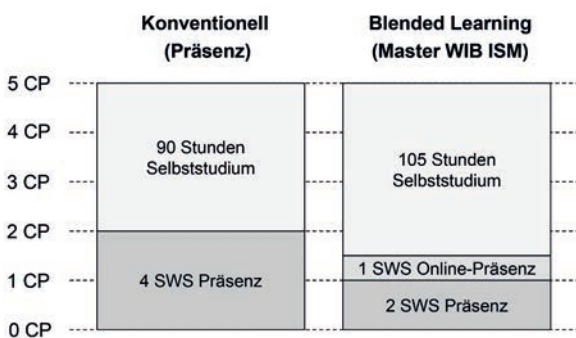 Konventionell
(Präsenz)
Blended Learning
(Master WIB ISM)
5 CP
4 CP
3 CP
2 CP
1 CP
0 CP
90 Stunden
Selbststudium
4 SWS Präsenz
105 Stunden
Selbststudium
1 SWS Online-Präsenz
2 SWS Präsenz